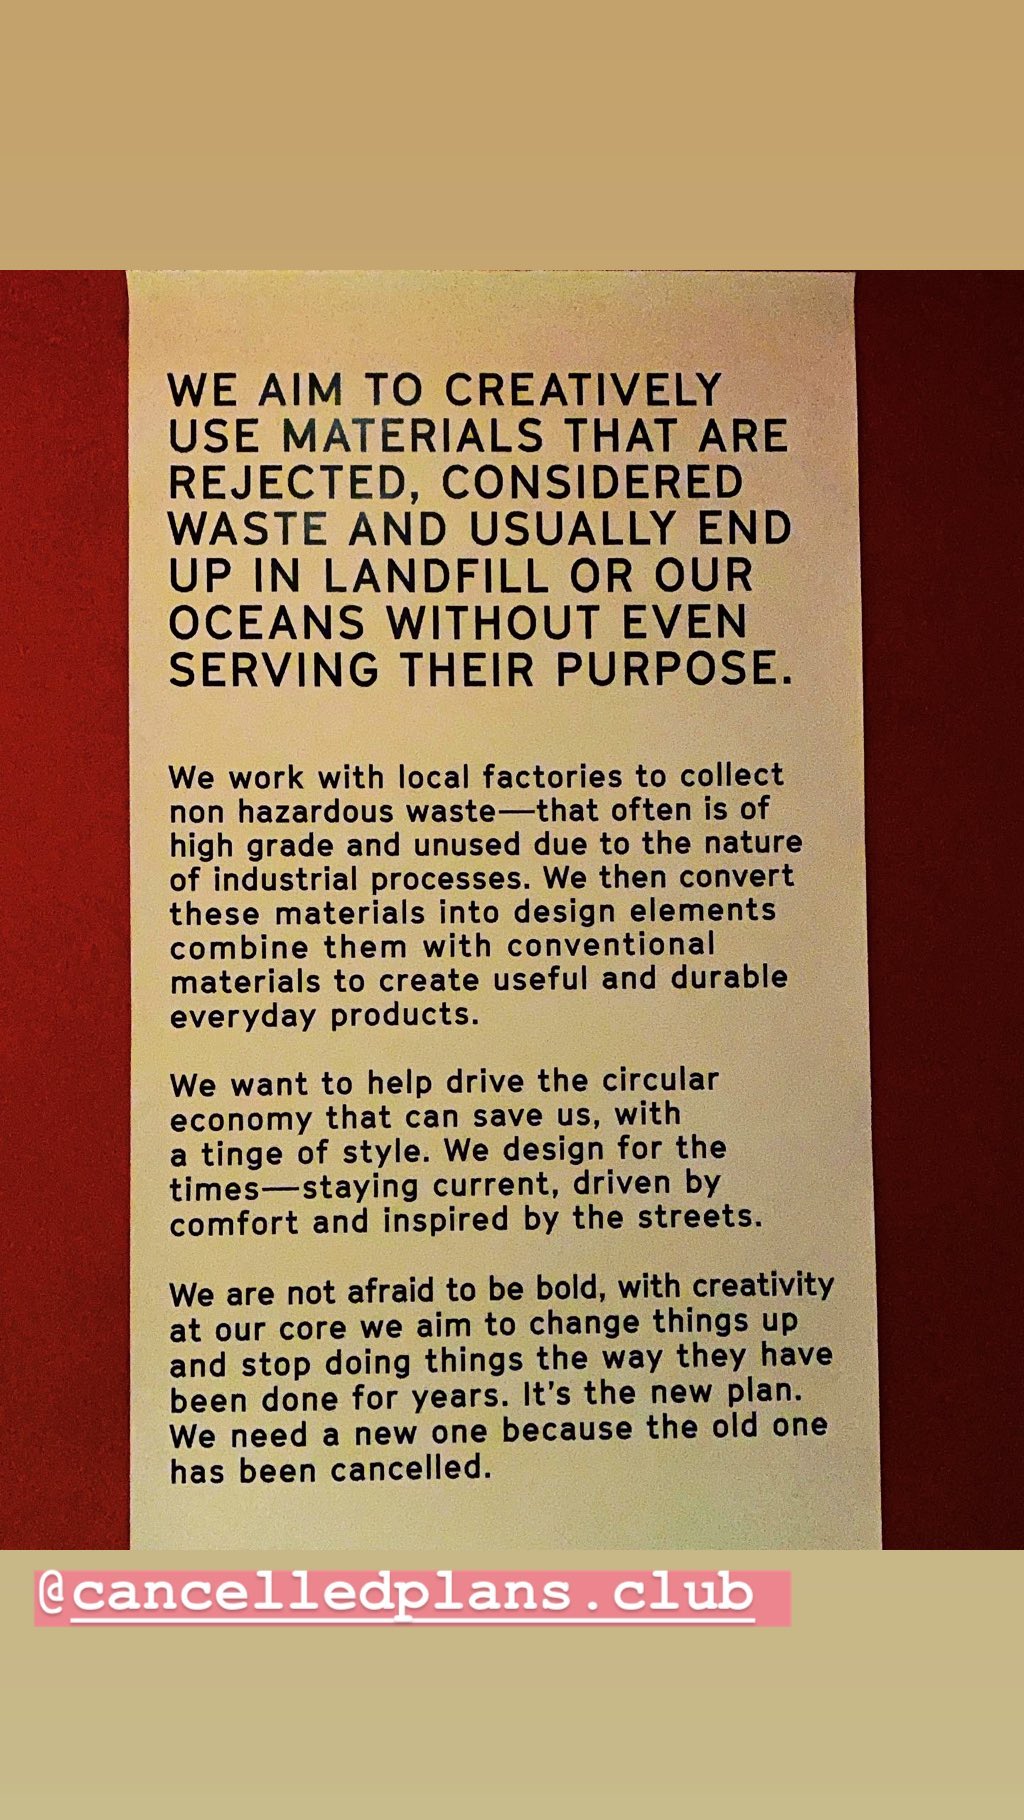 WE AIM TO CREATIVELY
USE MATERIALS THAT ARE
REJECTED, CONSIDERED
WASTE AND USUALLY END
UP IN LANDFILL OR OUR
OCEANS WITHOUT EVEN
SERVING THEIR PURPOSE.
We work with local factories to collect
non hazardous waste—that often is of
high grade and unused due to the nature
of industrial processes. We then convert
these materials into design elements
combine them with conventional
materials to create useful and durable
everyday products.
We want to help drive the circular
economy that can save us, with
a tinge of style. We design for the
times—staying current, driven by
comfort and inspired by the streets.
We are not afraid to be bold, with creativity
at our core we aim to change things up
and stop doing things the way they have
been done for years. It's the new plan.
We need a new one because the old one
has been cancelled.
@cancelledplans.club